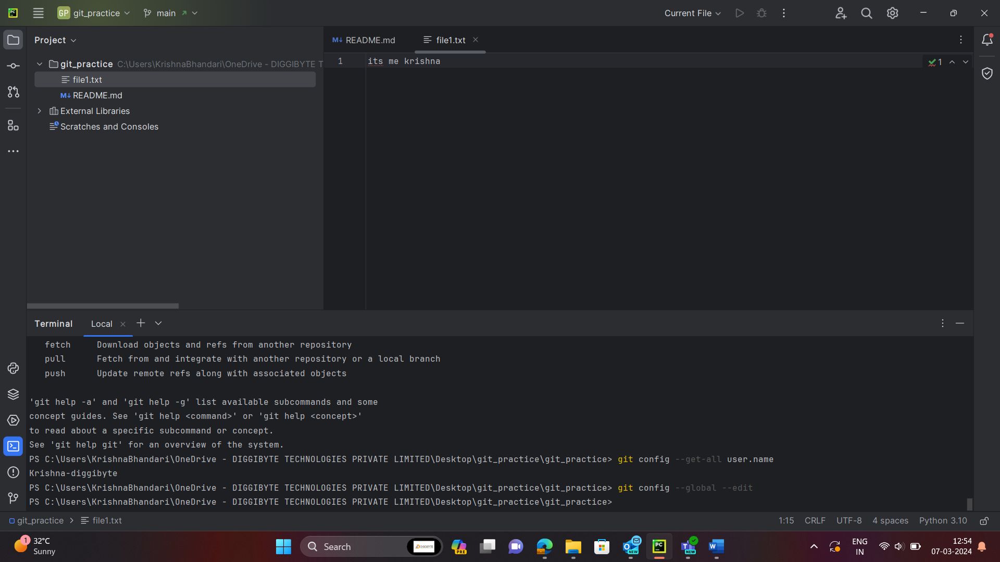 PC
GP git_practice
main
Current File
Project
M↓ README.md
file1.txt
git_practice C:\Users\KrishnaBhandari\OneDrive - DIGGIBYTE T
1
its me krishna
1
file1.txt
M↓ README.md
External Libraries
Scratches and Consoles
Terminal
Local
fetch Download objects and refs from another repository
pull Fetch from and integrate with another repository or a local branch
push Update remote refs along with associated objects
'git help -a' and 'git help -g' list available subcommands and some
concept guides. See 'git help <command>' or 'git help <concept>'
to read about a specific subcommand or concept.
See 'git help git' for an overview of the system.
PS C:\Users\KrishnaBhandari\OneDrive - DIGGIBYTE TECHNOLOGIES PRIVATE LIMITED\Desktop\git_practice\git_practice> git config --get-all user.name
Krishna-diggibyte
PS C:\Users\KrishnaBhandari\OneDrive - DIGGIBYTE TECHNOLOGIES PRIVATE LIMITED\Desktop\git_practice\git_practice> git config --global --edit
PS C:\Users\KrishnaBhandari\OneDrive - DIGGIBYTE TECHNOLOGIES PRIVATE LIMITED\Desktop\git_practice\git_practice>
git_practice > file1.txt
1:15 CRLF UTF-8 4 spaces Python 3.10
1
32°C
Sunny
Search
DIGGIBYTE
PRE
NEW
PC
NEW
W
ENG
IN
12:54
07-03-2024